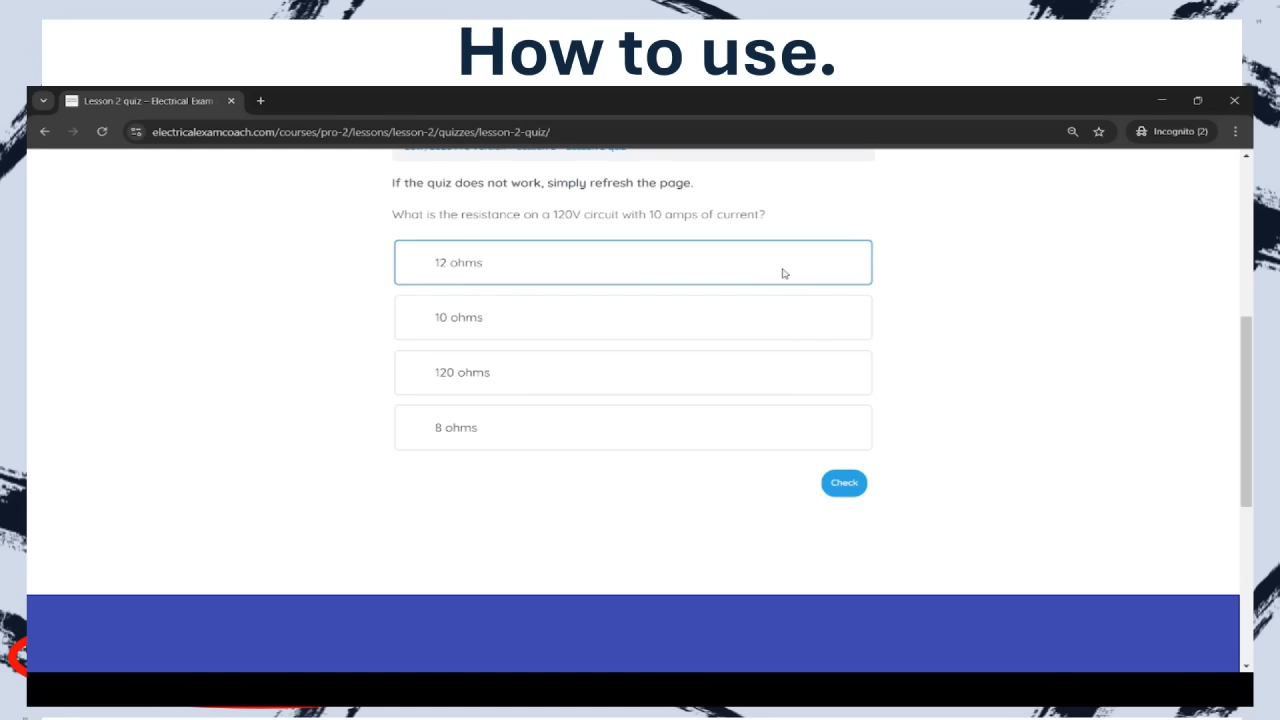 How to use.
Lesson 2 quiz – Electrical Exam
electricalexamcoach.com/courses/pro-2/lessons/lesson-2/quizzes/lesson-2-quiz/
Incognito (2)
If the quiz does not work, simply refresh the page.
What is the resistance on a 120V circuit with 10 amps of current?
12 ohms
10 ohms
120 ohms
8 ohms
Check